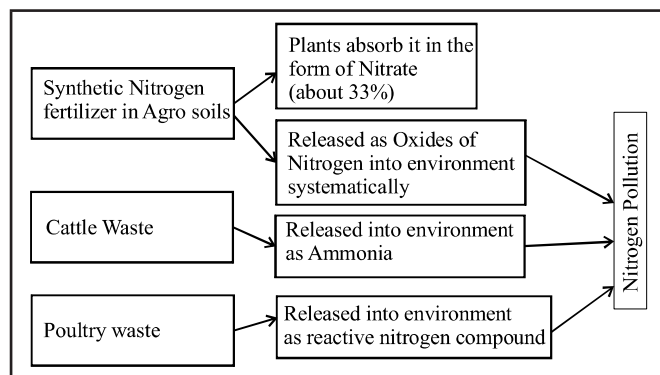 Plants absorb it in the
form of Nitrate
(about 33%)
Synthetic Nitrogen
fertilizer in Agro soils
Released as Oxides of
Nitrogen into environment
systematically
Cattle Waste
Released into environment
as Ammonia
Poultry waste
Released into environment
as reactive nitrogen compound
Nitrogen Pollution